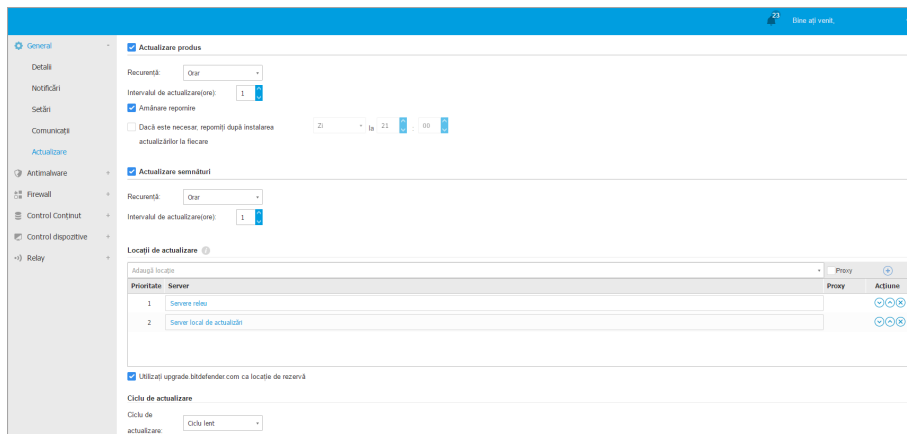 23
Bine ați venit,
General
Detalii
Notificări
Setări
Comunicații
Actualizare
Antimalware
Firewall
Control Conținut
Control dispozitive
Relay
Actualizare produs
Recurență: Orar
Intervalul de actualizare(ore): 1
Amânare repornire
Dacă este necesar, reporniți după instalarea
actualizărilor la fiecare
Zi la 21 : 00
Actualizare semnături
Recurență: Orar
Intervalul de actualizare(ore): 1
Locații de actualizare
Adaugă locație Proxy
Prioritate Server Proxy Acțiune
1 Servere releu
2 Server local de actualizări
Utilizați upgrade.bitdefender.com ca locație de rezervă
Ciclu de actualizare
Ciclu de
actualizare: Ciclu lent